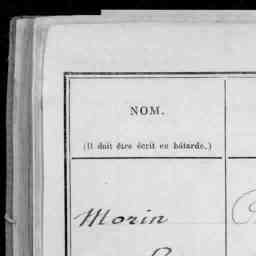 NOM.
(Il doit être écrit en bâtarde.)
Morin